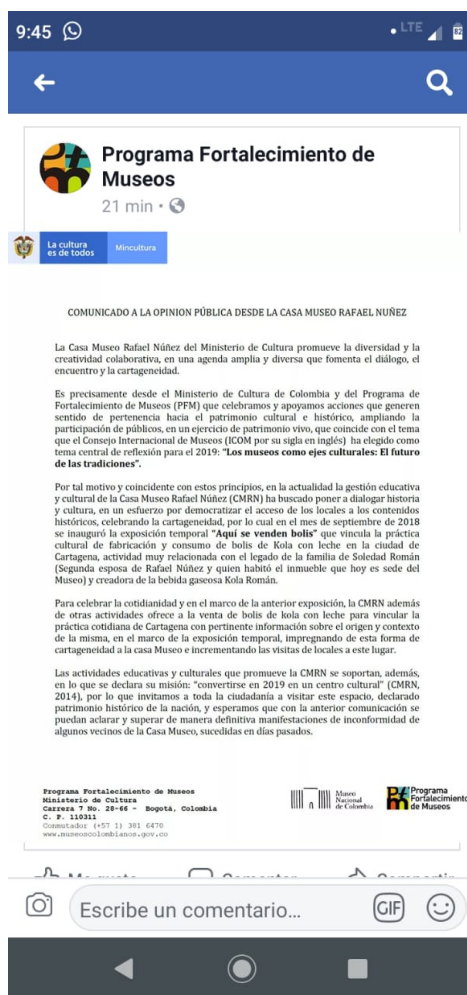 9:45
LTE
82
Programa Fortalecimiento de
Museos
21 min
La cultura
es de todos
Mincultura
COMUNICADO A LA OPINION PÚBLICA DESDE LA CASA MUSEO RAFAEL NUÑEZ
La Casa Museo Rafael Núñez del Ministerio de Cultura promueve la diversidad y la
creatividad colaborativa, en una agenda amplia y diversa que fomenta el diálogo, el
encuentro y la cartageneidad.
Es precisamente desde el Ministerio de Cultura de Colombia y del Programa de
Fortalecimiento de Museos (PFM) que celebramos y apoyamos acciones que generen
sentido de pertenencia hacia el patrimonio cultural e histórico, ampliando la
participación de públicos, en un ejercicio de patrimonio vivo, que coincide con el tema
que el Consejo Internacional de Museos (ICOM por su sigla en inglés) ha elegido como
tema central de reflexión para el 2019: "Los museos como ejes culturales: El futuro
de las tradiciones".
Por tal motivo y coincidente con estos principios, en la actualidad la gestión educativa
y cultural de la Casa Museo Rafael Núñez (CMRN) ha buscado poner a dialogar historia
y cultura, en un esfuerzo por democratizar el acceso de los locales a los contenidos
históricos, celebrando la cartageneidad, por lo cual en el mes de septiembre de 2018
se inauguró la exposición temporal "Aquí se venden bolis" que vincula la práctica
cultural de fabricación y consumo de bolis de Kola con leche en la ciudad de
Cartagena, actividad muy relacionada con el legado de la familia de Soledad Román
(Segunda esposa de Rafael Núñez y quien habitó el inmueble que hoy es sede del
Museo) y creadora de la bebida gaseosa Kola Román.
Para celebrar la cotidianidad y en el marco de la anterior exposición, la CMRN además
de otras actividades ofrece a la venta de bolis de kola con leche para vincular la
práctica cotidiana de Cartagena con pertinente información sobre el origen y contexto
de la misma, en el marco de la exposición temporal, impregnando de esta forma de
cartageneidad a la casa Museo e incrementando las visitas de locales a este lugar.
Las actividades educativas y culturales que promueve la CMRN se soportan, además,
en lo que se declara su misión: "convertirse en 2019 en un centro cultural" (CMRN,
2014), por lo que invitamos a toda la ciudadanía a visitar este espacio, declarado
patrimonio histórico de la nación, y esperamos que con la anterior comunicación se
puedan aclarar y superar de manera definitiva manifestaciones de inconformidad de
algunos vecinos de la Casa Museo, sucedidas en días pasados.
Programa Fortalecimiento de Museos
Ministerio de Cultura
Carrera 7 No. 28-66 - Bogotá, Colombia
C. P. 110311
Conmutador (+57 1) 381 6470
www.museoscolombianos.gov.co
Museo
Nacional
de Colombia
Programa
Fortalecimiento
de Museos
Me gusta Comentar Compartir
Escribe un comentario...
GIF